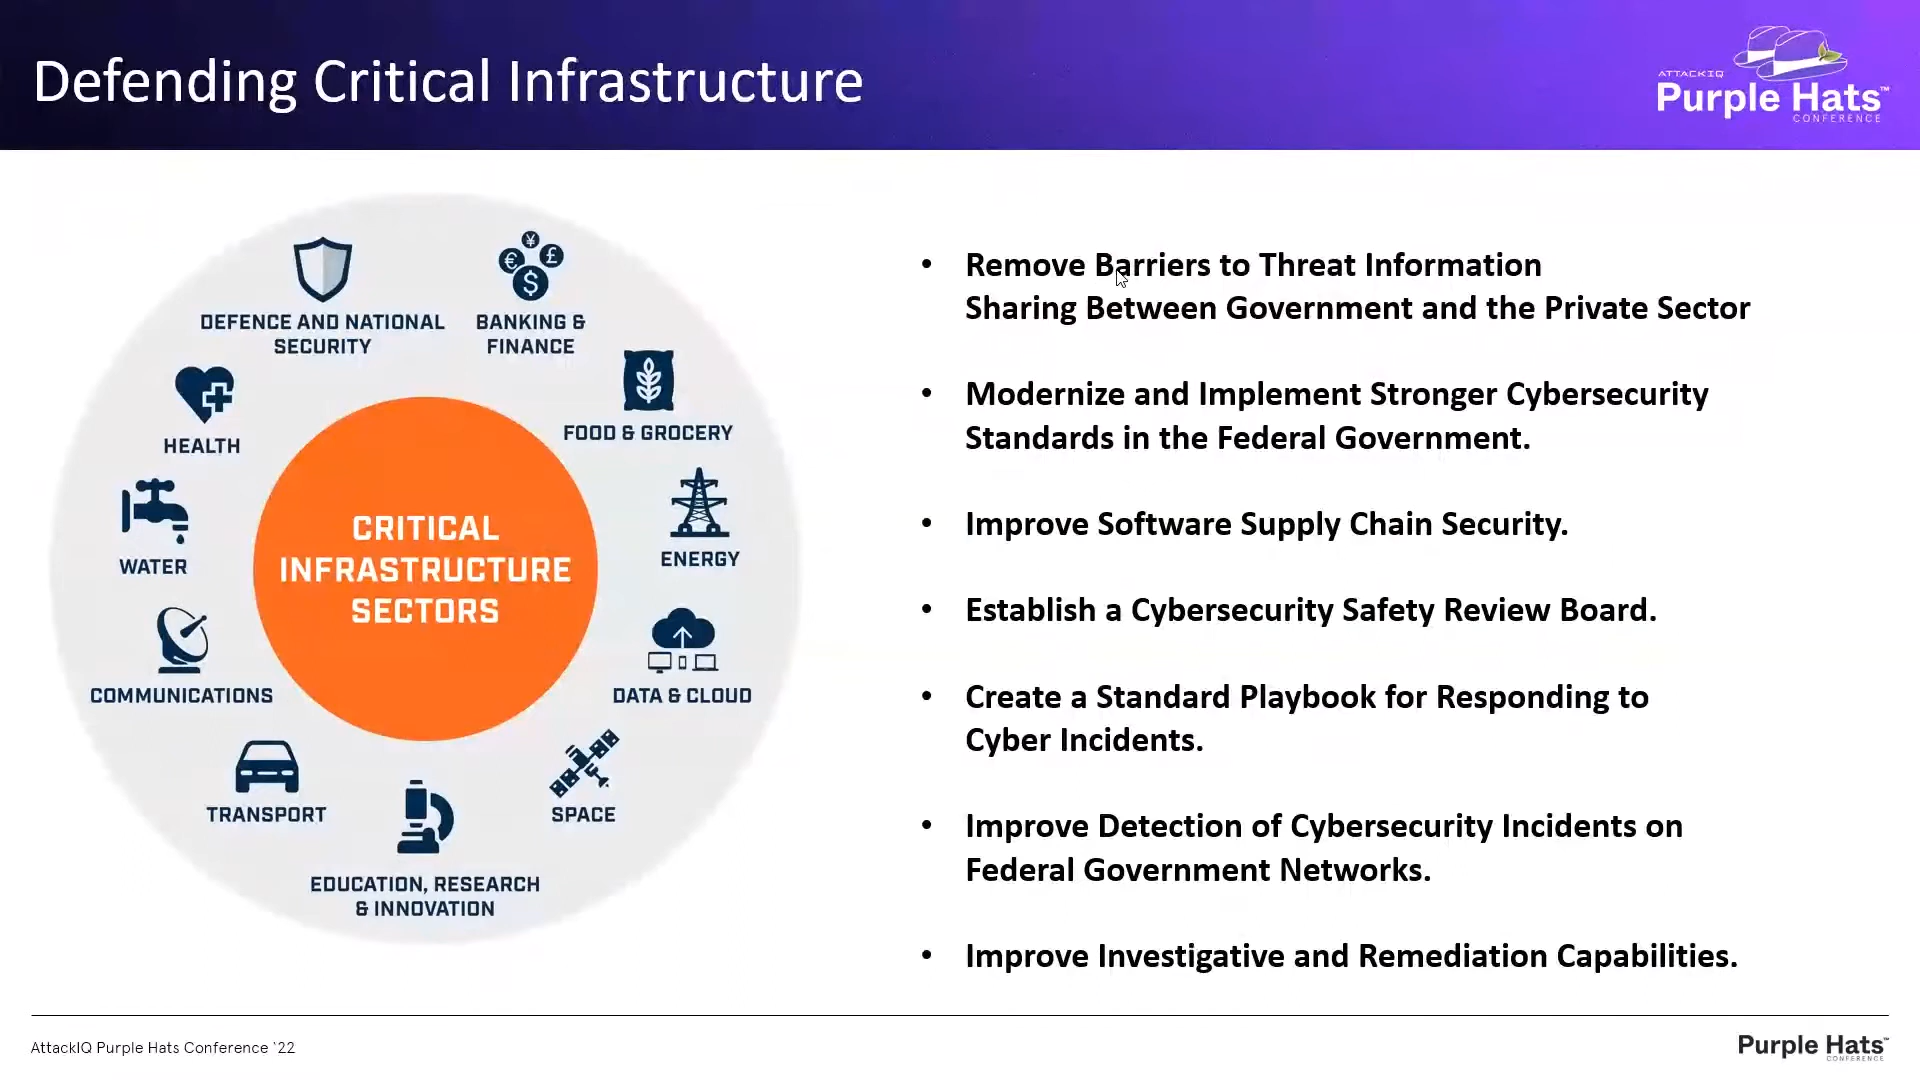 Defending Critical Infrastructure
ATTACKIQ
Purple Hats™
CONFERENCE
DEFENCE AND NATIONAL
SECURITY
BANKING &
FINANCE
HEALTH
FOOD & GROCERY
WATER
ENERGY
CRITICAL
INFRASTRUCTURE
SECTORS
COMMUNICATIONS
DATA & CLOUD
TRANSPORT
SPACE
EDUCATION, RESEARCH
& INNOVATION
• Remove Barriers to Threat Information
Sharing Between Government and the Private Sector
• Modernize and Implement Stronger Cybersecurity
Standards in the Federal Government.
• Improve Software Supply Chain Security.
• Establish a Cybersecurity Safety Review Board.
• Create a Standard Playbook for Responding to
Cyber Incidents.
• Improve Detection of Cybersecurity Incidents on
Federal Government Networks.
• Improve Investigative and Remediation Capabilities.
AttackIQ Purple Hats Conference `22
Purple Hats™
CONFERENCE